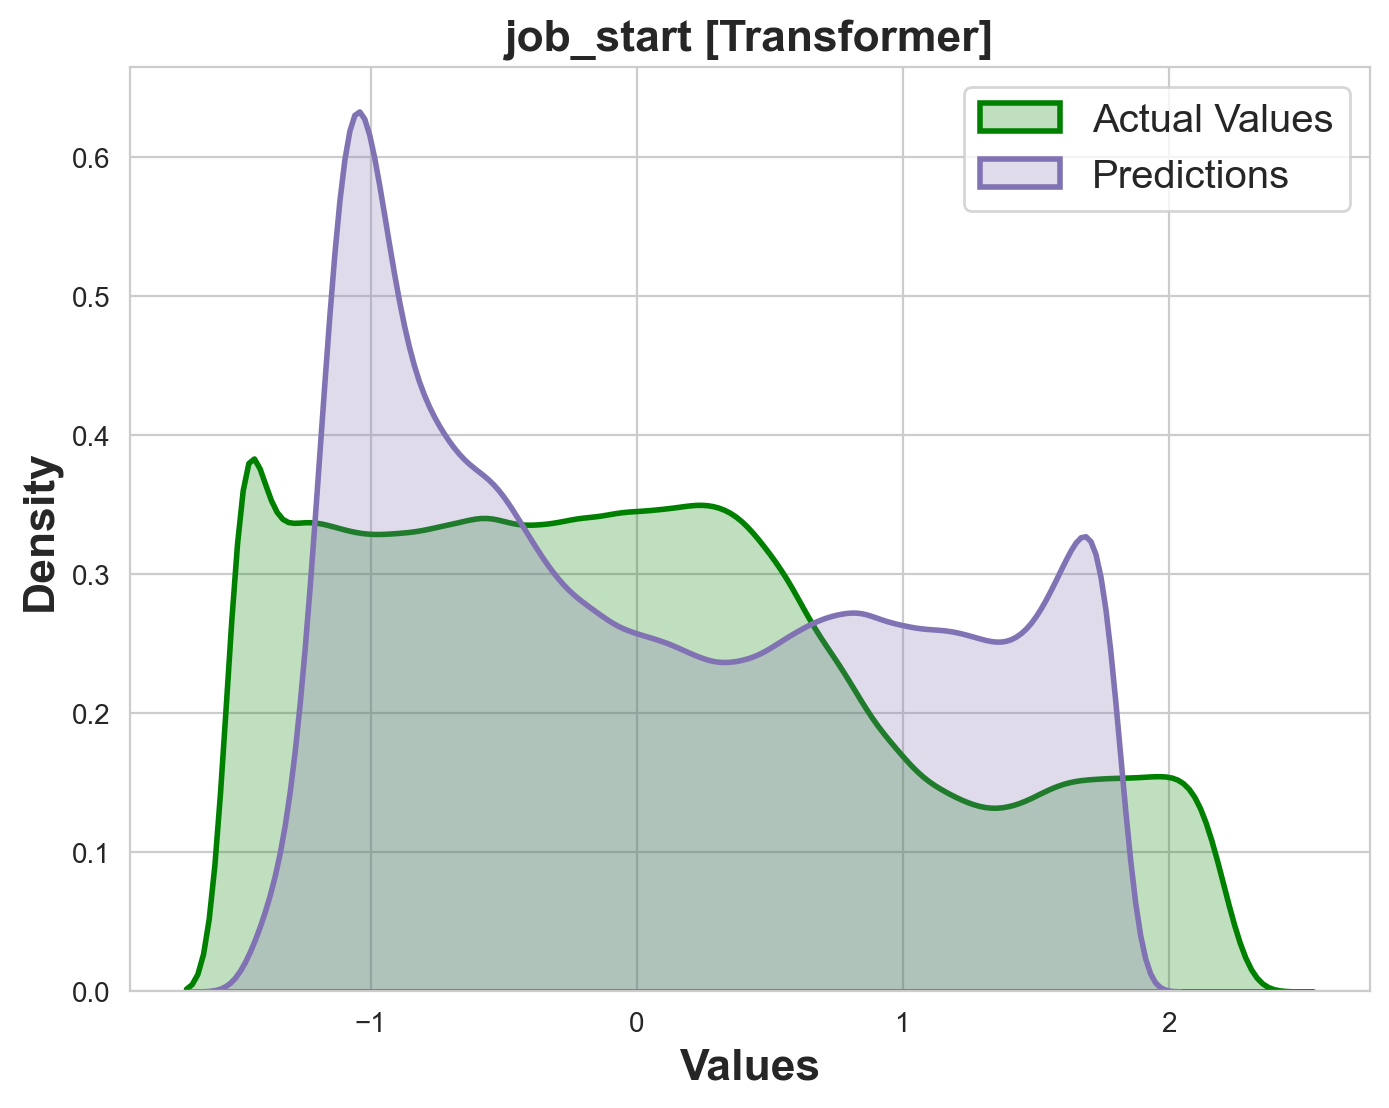 job_start [Transformer]
Actual Values
Predictions
Density
0.6
0.5
0.4
0.3
0.2
0.1
0.0
−1
0
1
2
Values